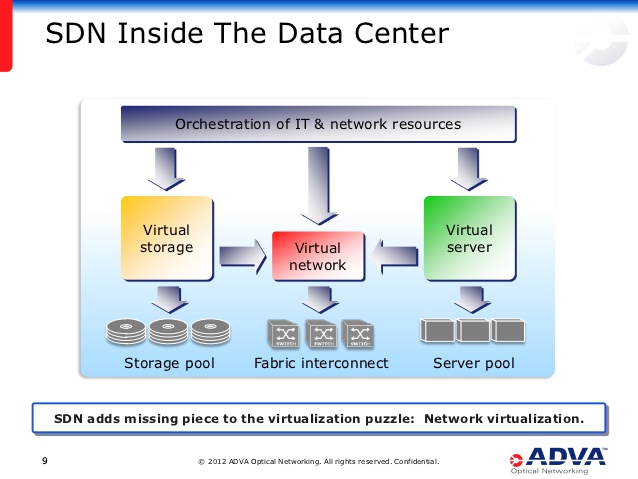 SDN Inside The Data Center
Orchestration of IT & network resources
Virtual
storage
Virtual
network
Virtual
server
SWITCH
SWITCH
SWITCH
Storage pool
Fabric interconnect
Server pool
SDN adds missing piece to the virtualization puzzle: Network virtualization.
9
© 2012 ADVA Optical Networking. All rights reserved. Confidential.
ADVA™
Optical Networking